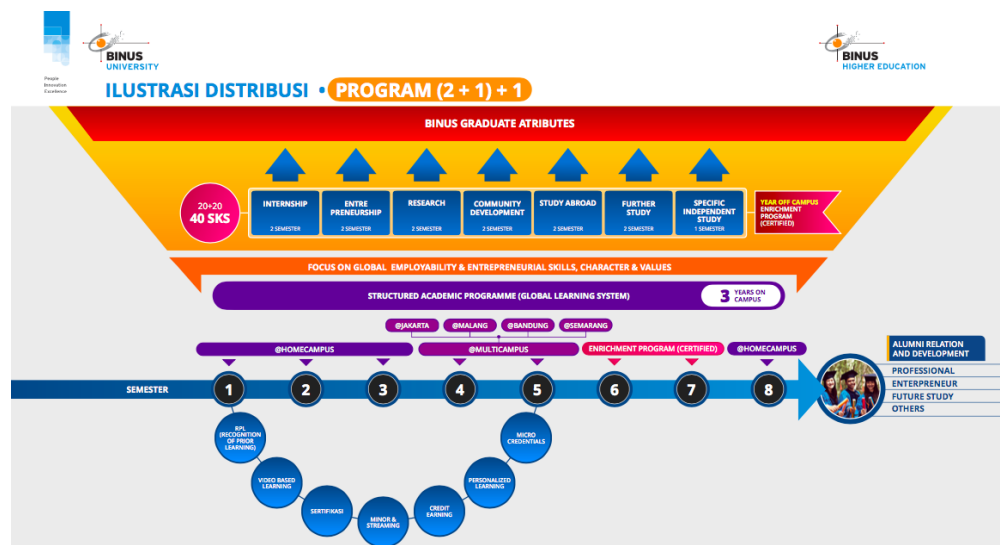 People
Innovation
Excellence
BINUS
UNIVERSITY
BINUS
HIGHER EDUCATION
ILUSTRASI DISTRIBUSI • PROGRAM (2 + 1) + 1
BINUS GRADUATE ATRIBUTES
20+20
40 SKS
INTERNSHIP
2 SEMESTER
ENTRE
PRENEURSHIP
2 SEMESTER
RESEARCH
2 SEMESTER
COMMUNITY
DEVELOPMENT
2 SEMESTER
STUDY ABROAD
2 SEMESTER
FURTHER
STUDY
2 SEMESTER
SPECIFIC
INDEPENDENT
STUDY
1 SEMESTER
YEAR OFF CAMPUS
ENRICHMENT
PROGRAM
(CERTIFIED)
FOCUS ON GLOBAL EMPLOYABILITY & ENTREPRENEURIAL SKILLS, CHARACTER & VALUES
STRUCTURED ACADEMIC PROGRAMME (GLOBAL LEARNING SYSTEM)
3 YEARS ON
CAMPUS
@JAKARTA
@MALANG
@BANDUNG
@SEMARANG
@HOMECAMPUS
@MULTICAMPUS
ENRICHMENT PROGRAM (CERTIFIED)
@HOMECAMPUS
SEMESTER
1
2
3
4
5
6
7
8
ALUMNI RELATION
AND DEVELOPMENT
PROFESSIONAL
ENTERPRENEUR
FUTURE STUDY
OTHERS
RPL
(RECOGNITION
OF PRIOR
LEARNING)
VIDEO BASED
LEARNING
SERTIFIKASI
MINOR &
STREAMING
CREDIT
EARNING
PERSONALIZED
LEARNING
MICRO
CREDENTIALS